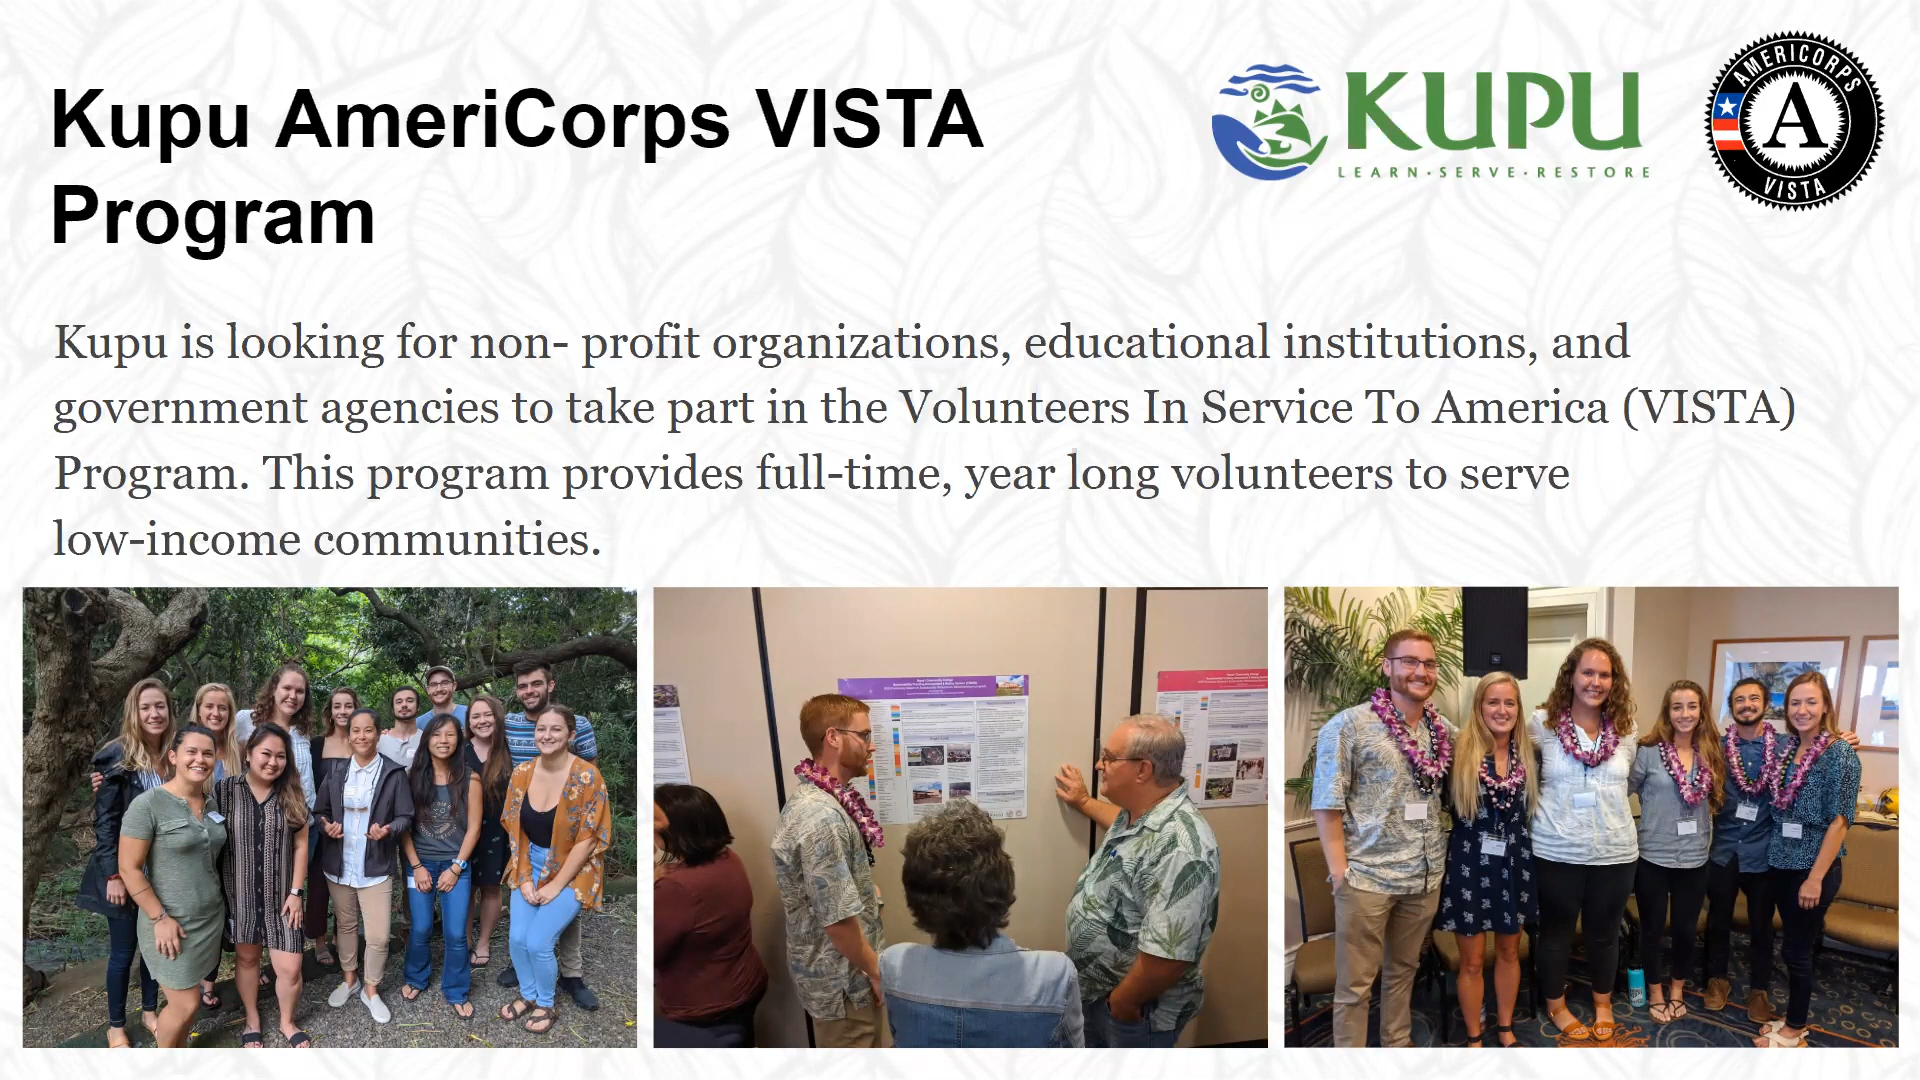 Kupu AmeriCorps VISTA
Program
KUPU
LEARN·SERVE·RESTORE
AMERICORPS
A
VISTA
Kupu is looking for non- profit organizations, educational institutions, and
government agencies to take part in the Volunteers In Service To America (VISTA)
Program. This program provides full-time, year long volunteers to serve
low-income communities.